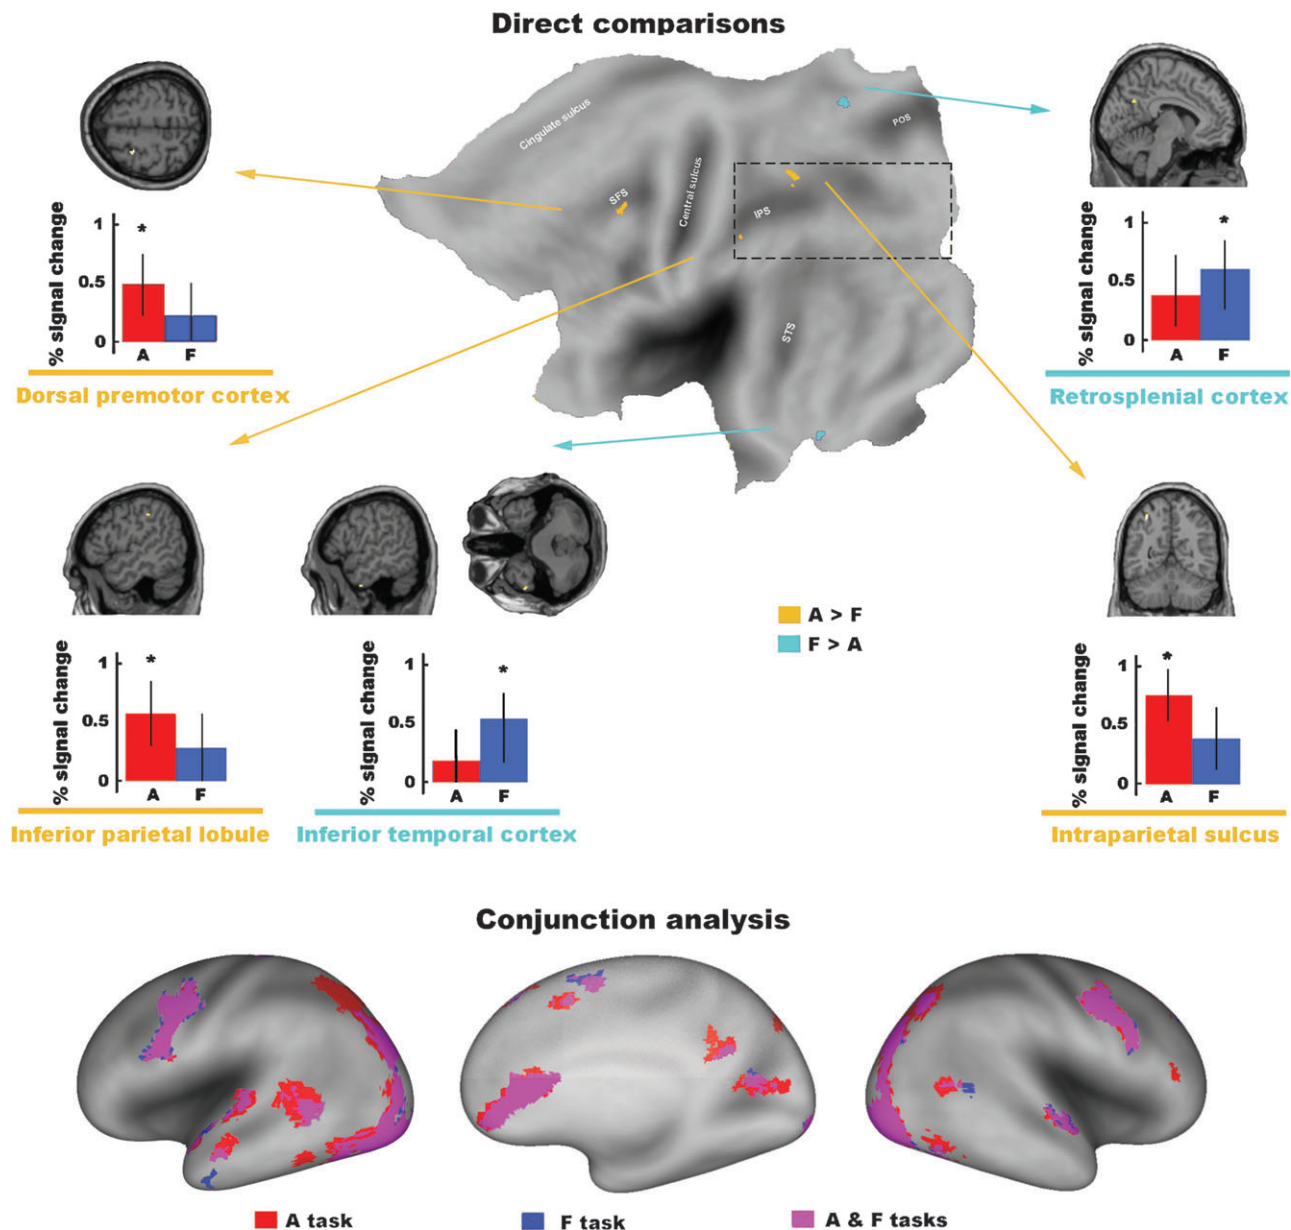 Direct comparisons
Cingulate sulcus
SFS
Central sulcus
IPS
POS
STS
% signal change
1
0.5
0
*
A
F
Dorsal premotor cortex
% signal change
1
0.5
0
*
A
F
Retrosplenial cortex
% signal change
1
0.5
0
*
A
F
Inferior parietal lobule
% signal change
1
0.5
0
*
A
F
Inferior temporal cortex
A > F
F > A
% signal change
1
0.5
0
*
A
F
Intraparietal sulcus
Conjunction analysis
A task
F task
A & F tasks